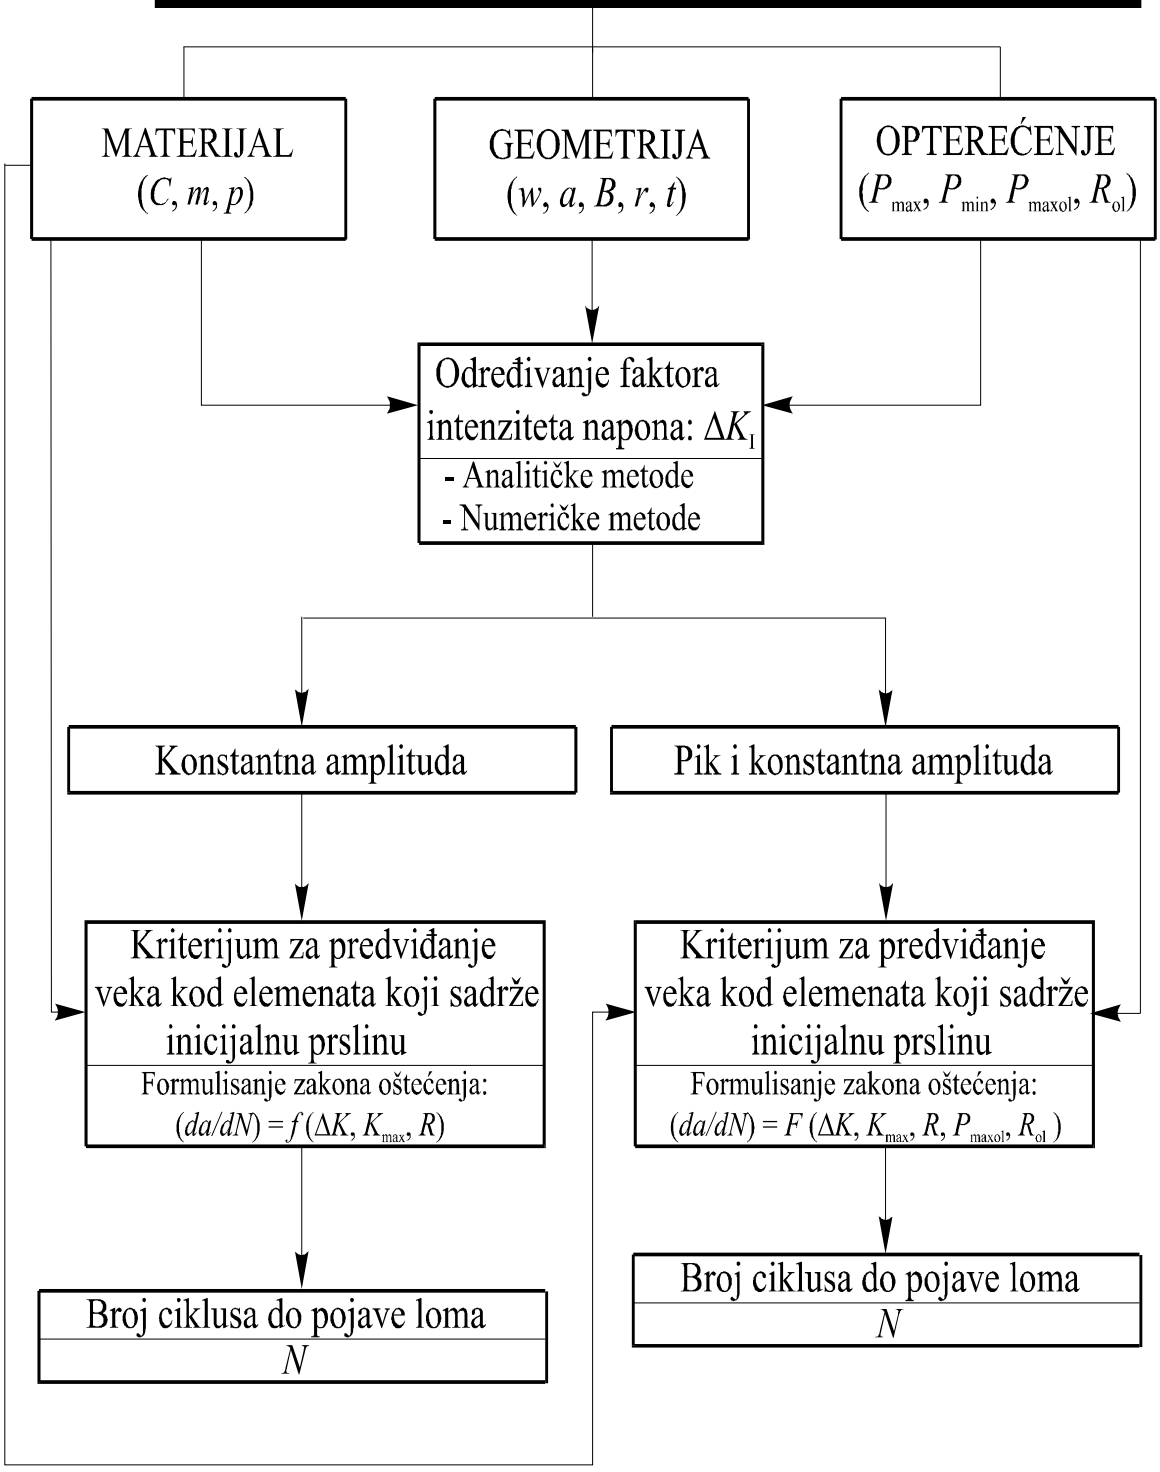 MATERIJAL
(C, m, p)
GEOMETRIJA
(w, a, B, r, t)
OPTEREĆENJE
(Pmax, Pmin, Pmaxol, Rol)
Određivanje faktora
intenziteta napona: ΔKI
- Analitičke metode
- Numeričke metode
Konstantna amplituda
Pik i konstantna amplituda
Kriterijum za predviđanje
veka kod elemenata koji sadrže
inicijalnu prslinu
Formulisanje zakona oštećenja:
(da/dN) = f (ΔK, Kmax, R)
Kriterijum za predviđanje
veka kod elemenata koji sadrže
inicijalnu prslinu
Formulisanje zakona oštećenja:
(da/dN) = F (ΔK, Kmax, R, Pmaxol, Rol )
Broj ciklusa do pojave loma
N
Broj ciklusa do pojave loma
N